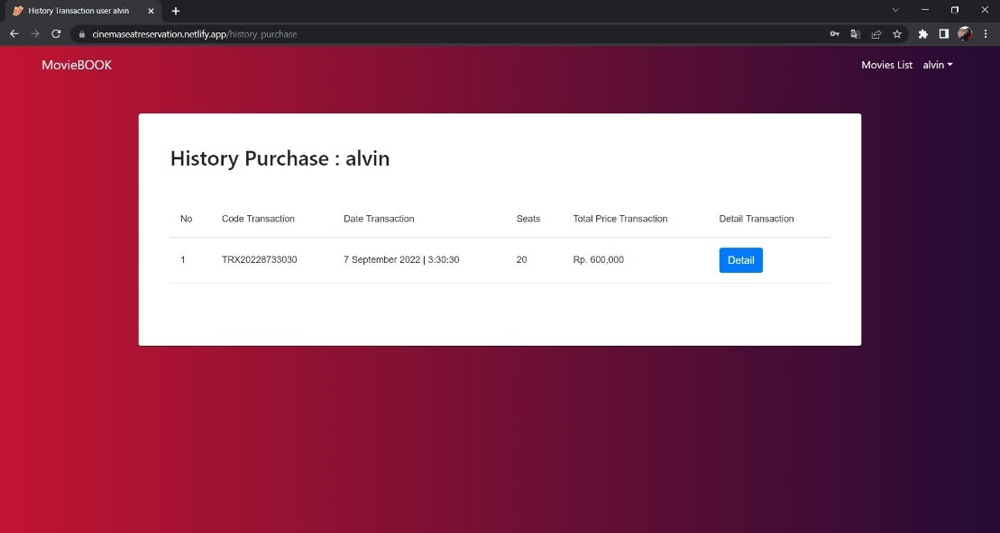 History Transaction user alvin
cinemaseatreservation.netlify.app/history_purchase
MovieBOOK
Movies List alvin
History Purchase : alvin
No Code Transaction Date Transaction Seats Total Price Transaction Detail Transaction
1 TRX20228733030 7 September 2022 | 3:30:30 20 Rp. 600,000 Detail